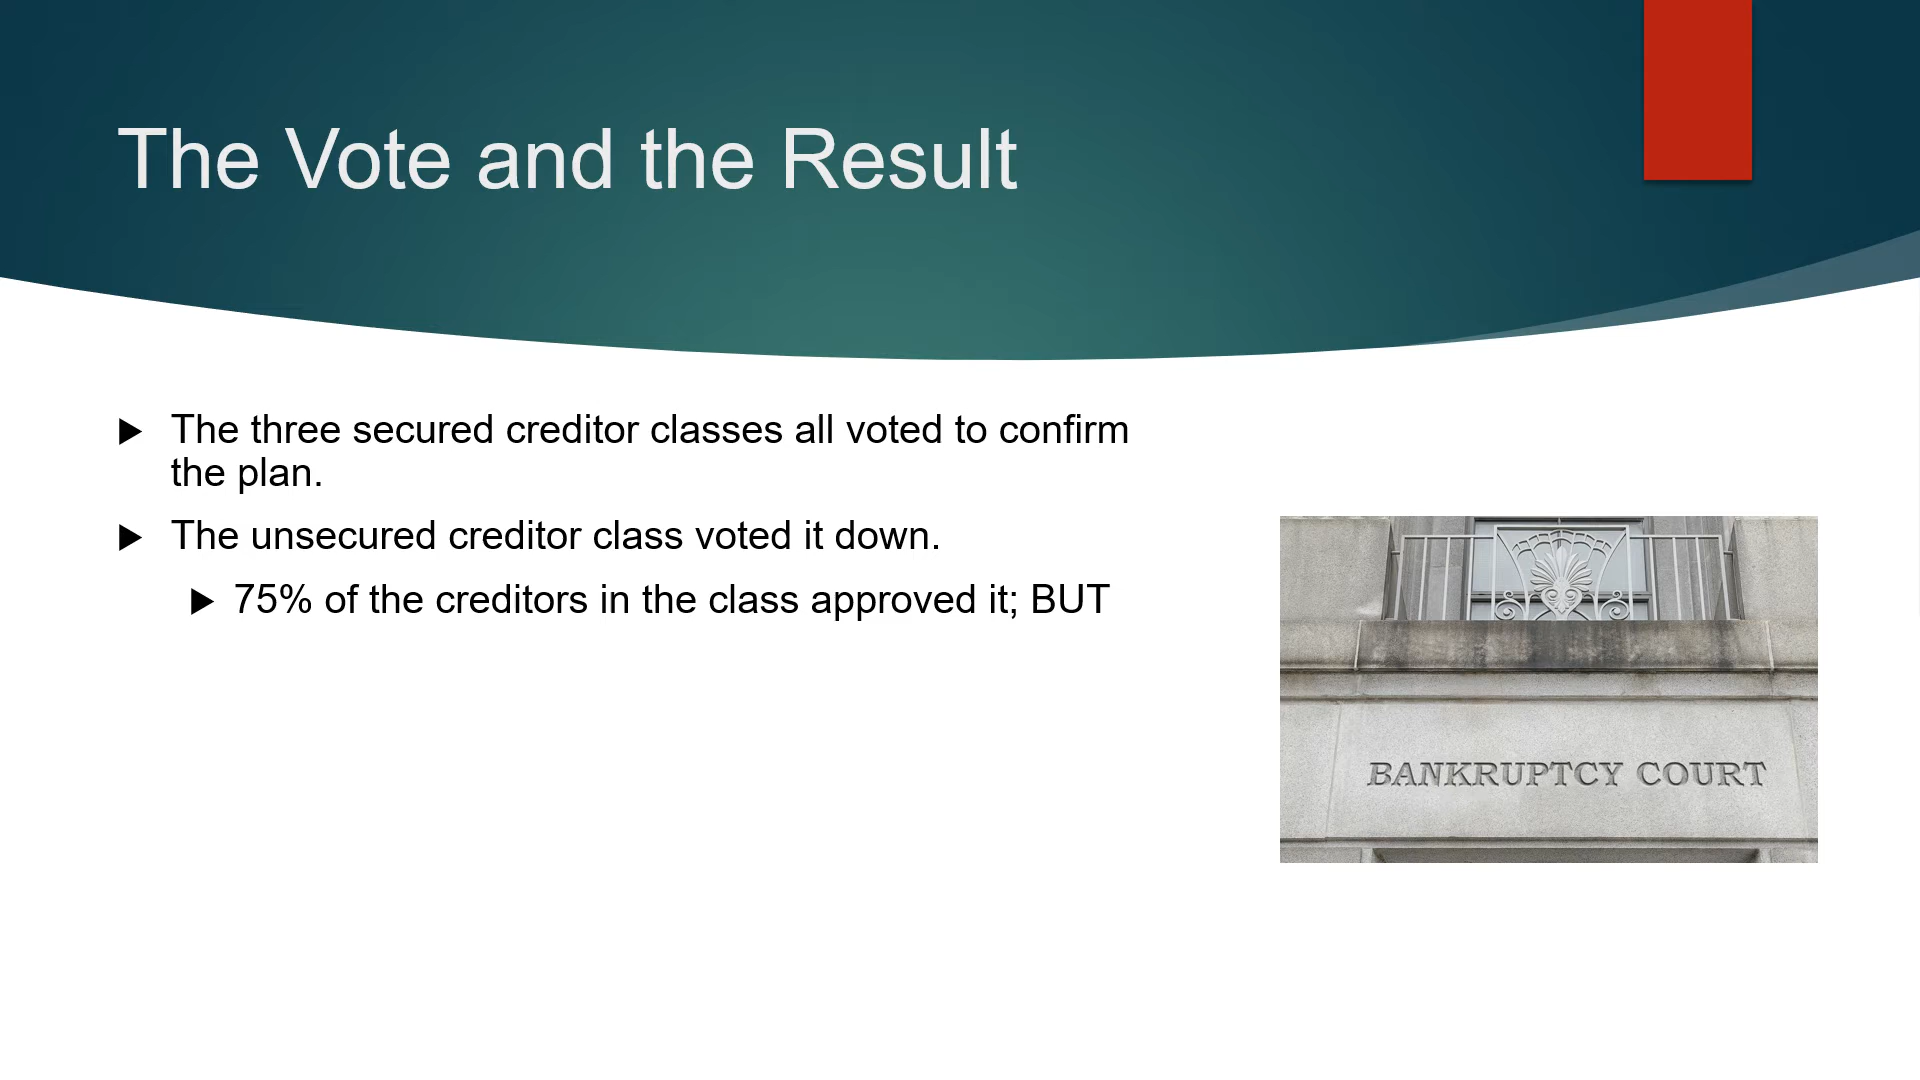 The Vote and the Result
The three secured creditor classes all voted to confirm
the plan.
The unsecured creditor class voted it down.
75% of the creditors in the class approved it; BUT
BANKRUPTCY COURT